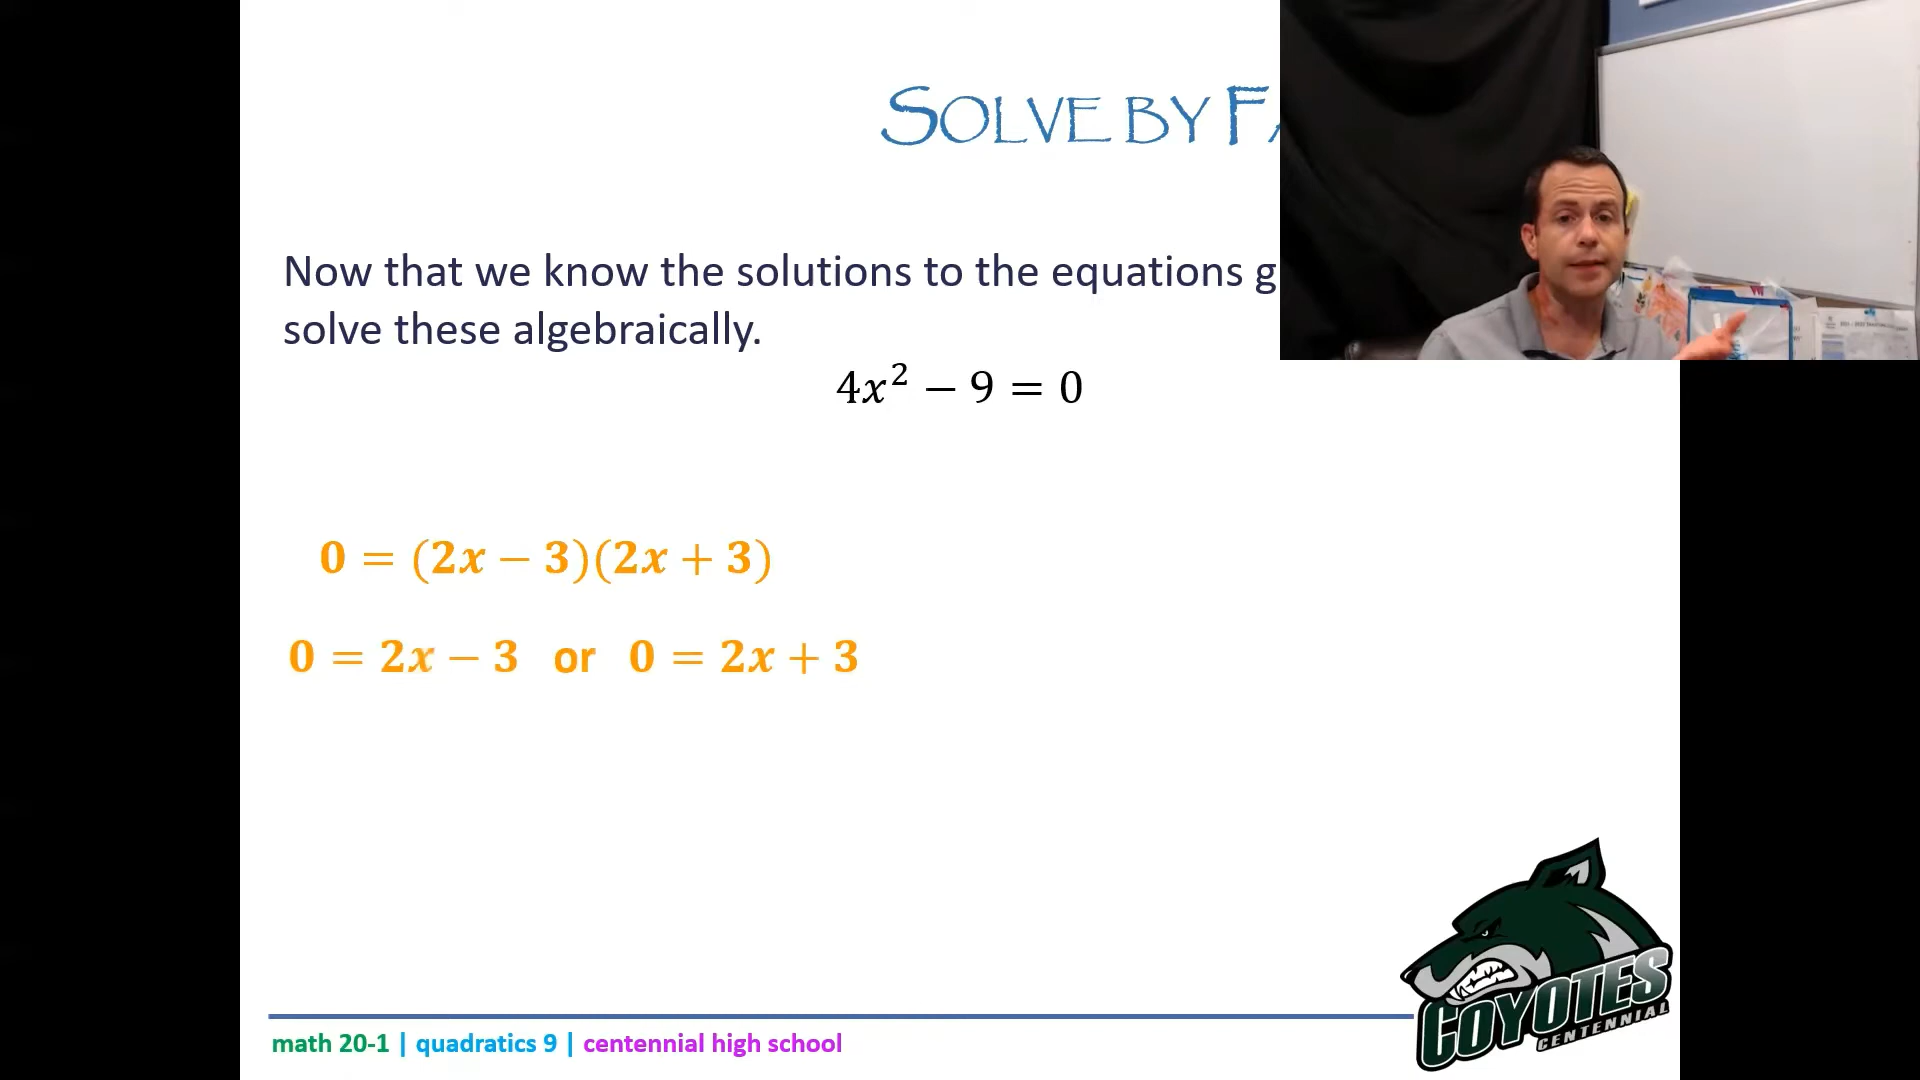 SOLVE BY F
Now that we know the solutions to the equations g
solve these algebraically.
4x² − 9 = 0
0 = (2x − 3)(2x + 3)
0 = 2x − 3 or 0 = 2x + 3
COYOTES
CENTENNIAL
math 20-1 | quadratics 9 | centennial high school